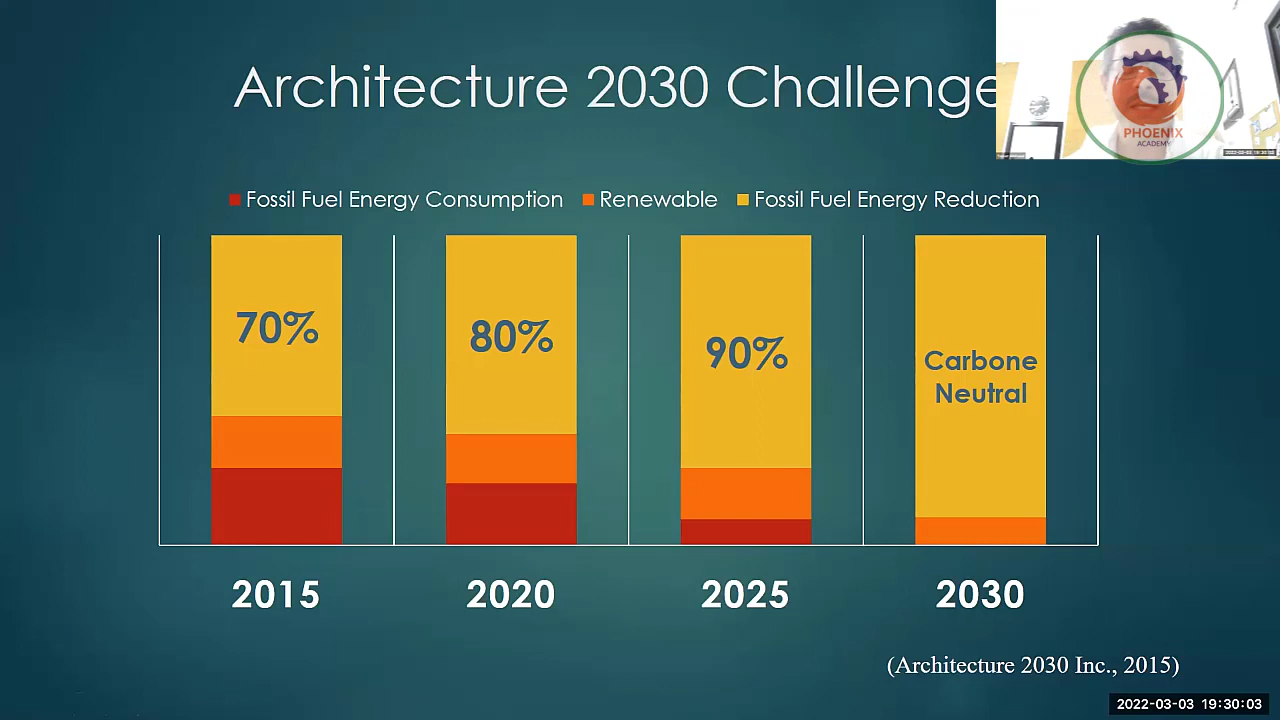 Architecture 2030 Challenge
PHOENIX
ACADEMY
Fossil Fuel Energy Consumption
Renewable
Fossil Fuel Energy Reduction
70%
80%
90%
Carbone
Neutral
2015
2020
2025
2030
(Architecture 2030 Inc., 2015)
2022-03-03 19:30:03